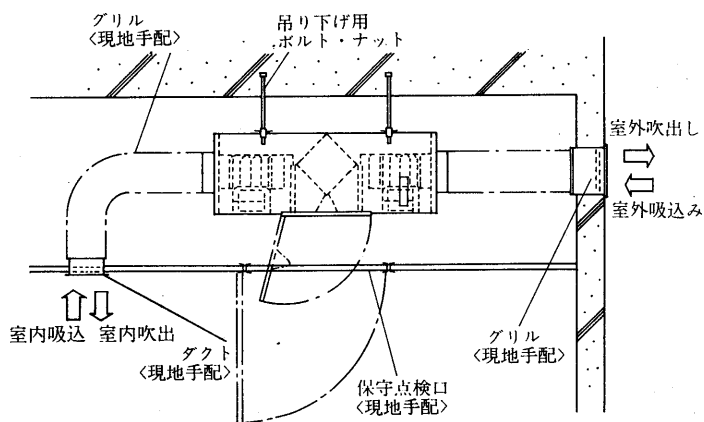 グリル
〈現地手配〉
吊り下げ用
ボルト・ナット
室外吹出し
室外吸込み
室内吸込 室内吹出
ダクト
〈現地手配〉
グリル
〈現地手配〉
保守点検口
〈現地手配〉